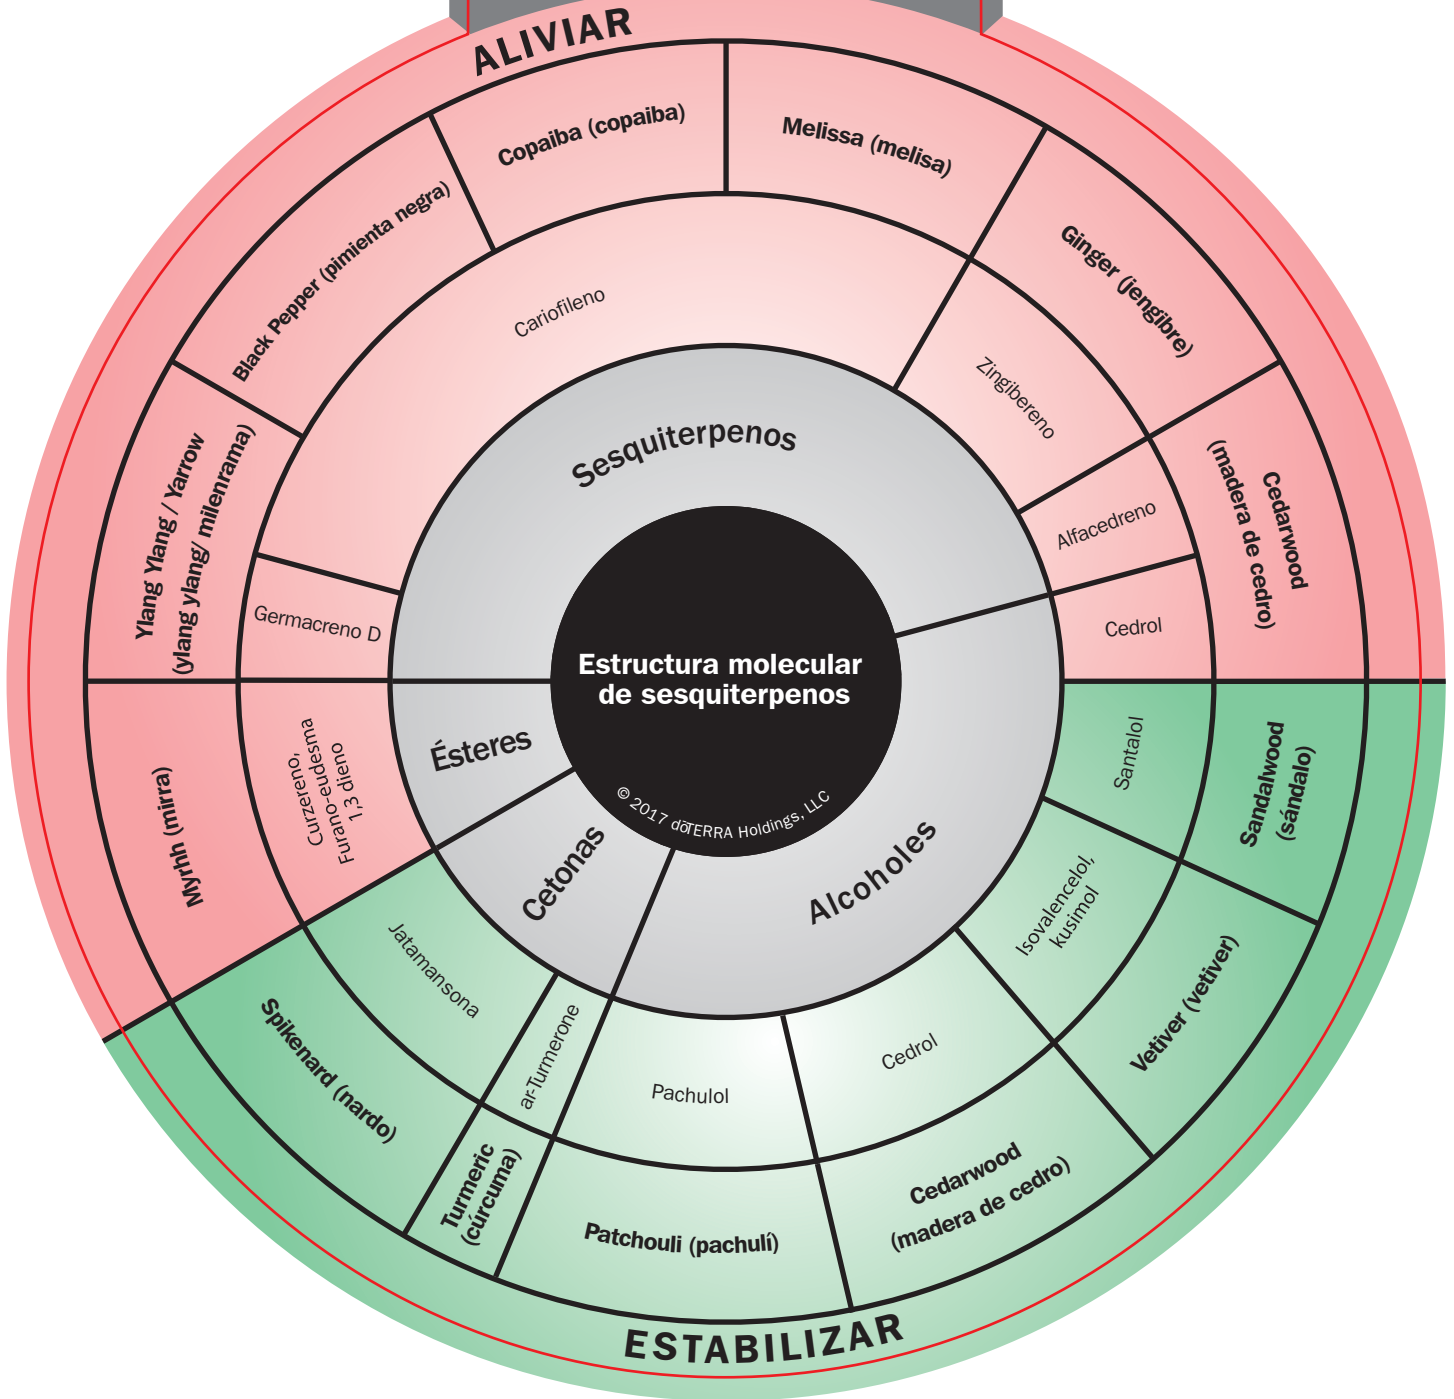 ALIVIAR
Copaiba (copaiba)
Melissa (melisa)
Ginger (jengibre)
Cedarwood
(madera de cedro)
Sandalwood
(sándalo)
Vetiver (vetiver)
Cedarwood
(madera de cedro)
Patchouli (pachulí)
Turmeric
(cúrcuma)
Spikenard (nardo)
Myrhh (mirra)
Ylang Ylang / Yarrow
(ylang ylang/ milenrama)
Black Pepper (pimienta negra)
Cariofileno
Zingibereno
Alfacedreno
Cedrol
Santalol
Isovalencelol,
kusimol
Cedrol
Pachulol
ar-Turmerone
Jatamansona
Curzereno,
Furano-eudesma
1,3 dieno
Germacreno D
Sesquiterpenos
Alcoholes
Cetonas
Ésteres
Estructura molecular
de sesquiterpenos
© 2017 dōTERRA Holdings, LLC
ESTABILIZAR